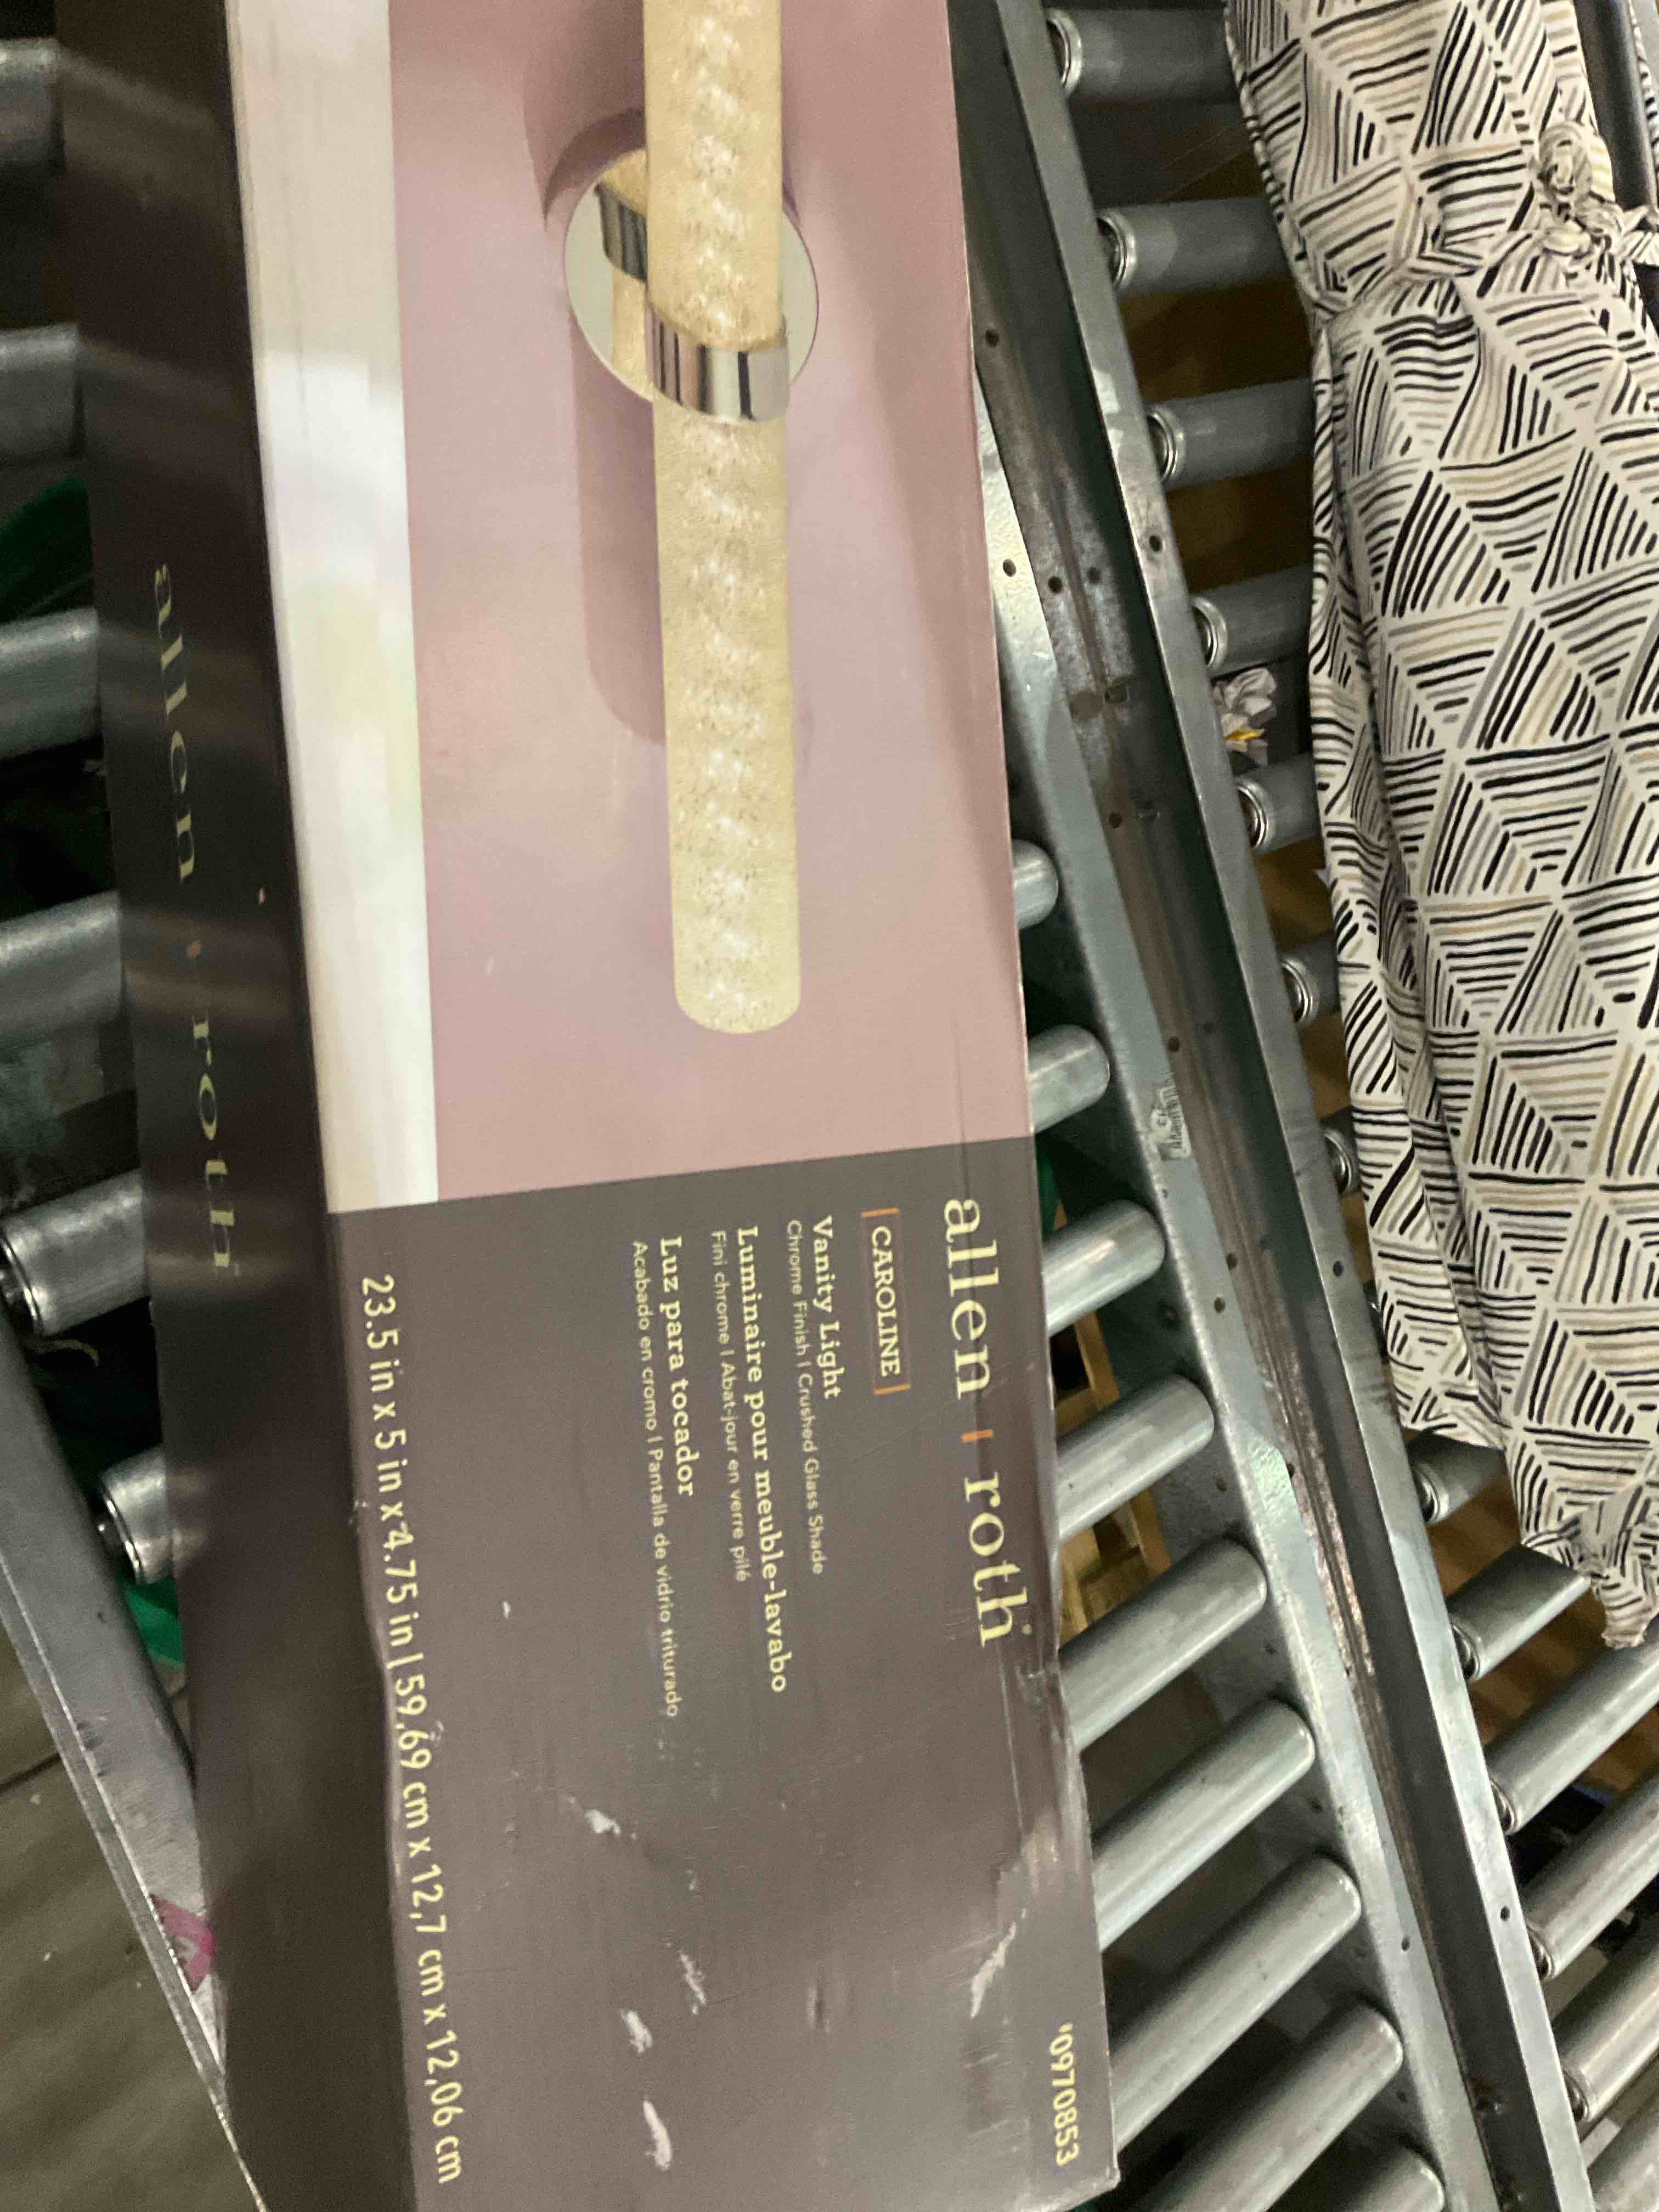 allen | roth
CAROLINE
Vanity Light
Chrome Finish | Crushed Glass Shade
Luminaire pour meuble-lavabo
Fini chrome | Abat-jour en verre pilé
Luz para tocador
Acabado en cromo | Pantalla de vidrio triturado
23.5 in x 5 in x 4.75 in | 59,69 cm x 12,7 cm x 12,06 cm
#0970853
allen | roth